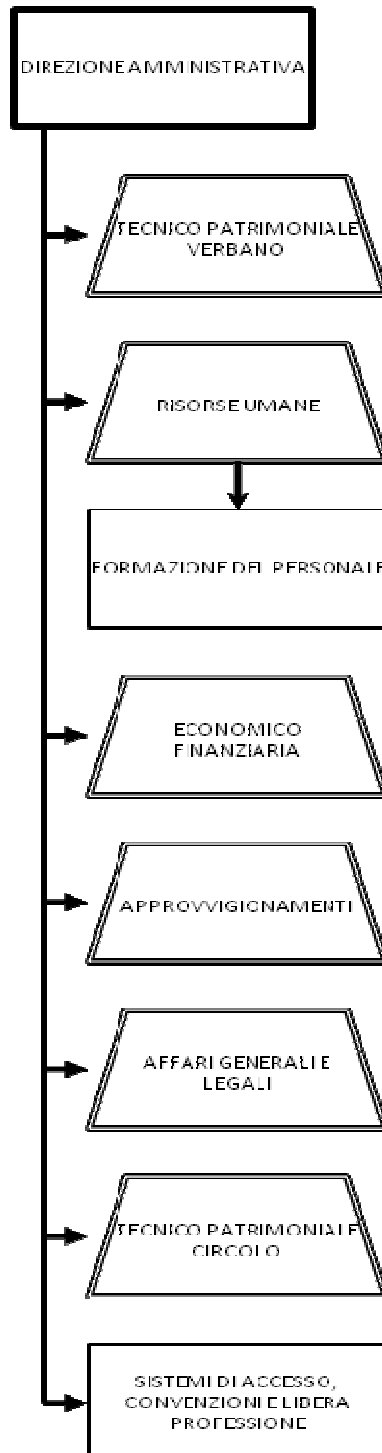 DIREZIONE AMMINISTRATIVA
TECNICO PATRIMONIALE
VERBANO
RISORSE UMANE
FORMAZIONE DEL PERSONALE
ECONOMICO
FINANZIARIA
APPROVVIGIONAMENTI
AFFARI GENERALI E
LEGALI
TECNICO PATRIMONIALE
CIRCOLO
SISTEMI DI ACCESSO,
CONVENZIONI E LIBERA
PROFESSIONE